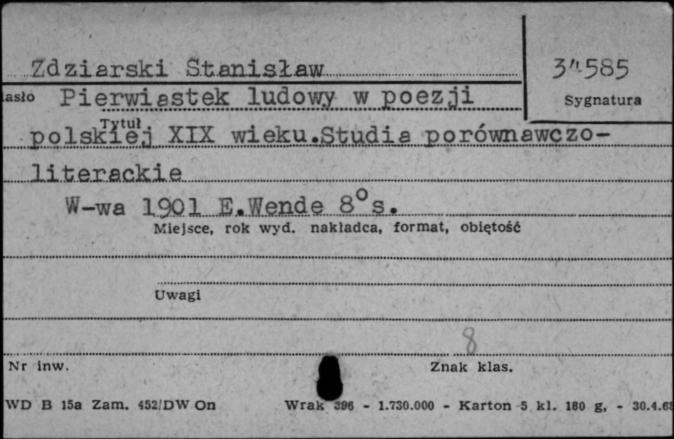 Zdziarski Stanisław
34585
asło Pierwiastek ludowy w poezji
Sygnatura
Tytuł
polskiej XIX wieku.Studia porównawczo-
literackie
W-wa 1901 E.Wende 8°s.
Miejsce, rok wyd. nakładca, format, objętość
Uwagi
8
Nr inw.
Znak klas.
WD B 15a Zam. 452/DW On Wrak 396 - 1.730.000 - Karton 5 kl. 180 g, - 30.4.68